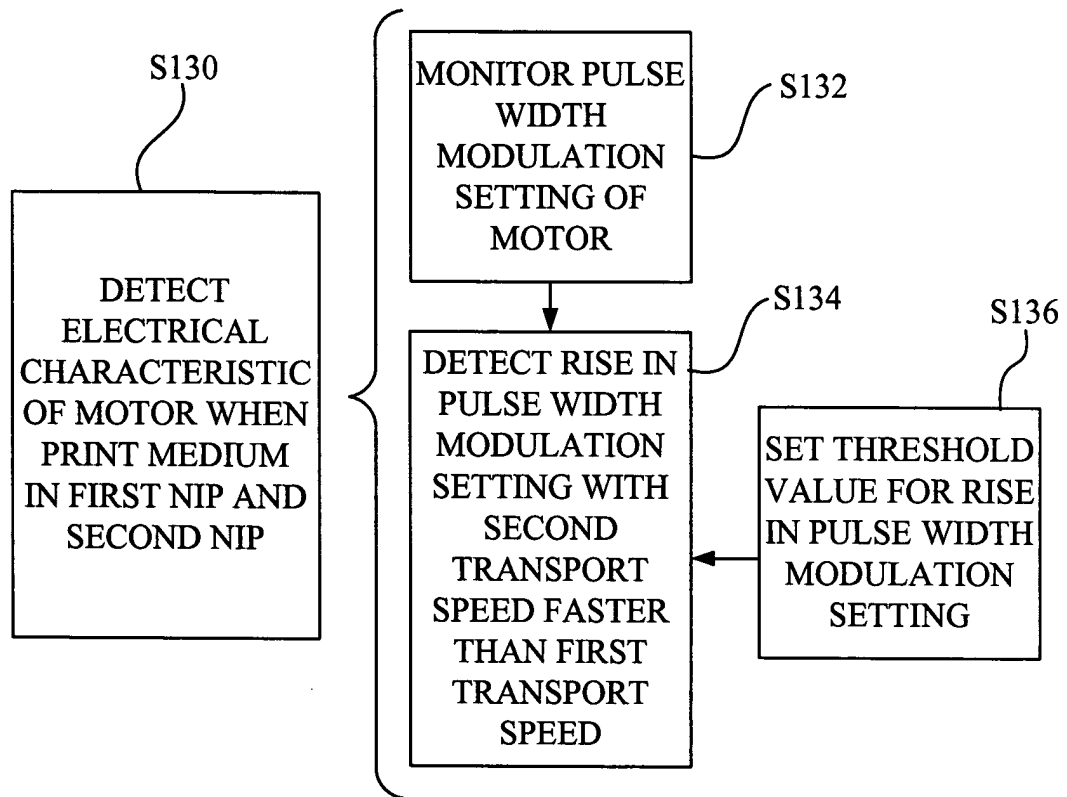 S130
DETECT
ELECTRICAL
CHARACTERISTIC
OF MOTOR WHEN
PRINT MEDIUM
IN FIRST NIP AND
SECOND NIP
MONITOR PULSE
WIDTH
MODULATION
SETTING OF
MOTOR
S132
DETECT RISE IN
PULSE WIDTH
MODULATION
SETTING WITH
SECOND
TRANSPORT
SPEED FASTER
THAN FIRST
TRANSPORT
SPEED
S134
S136
SET THRESHOLD
VALUE FOR RISE
IN PULSE WIDTH
MODULATION
SETTING